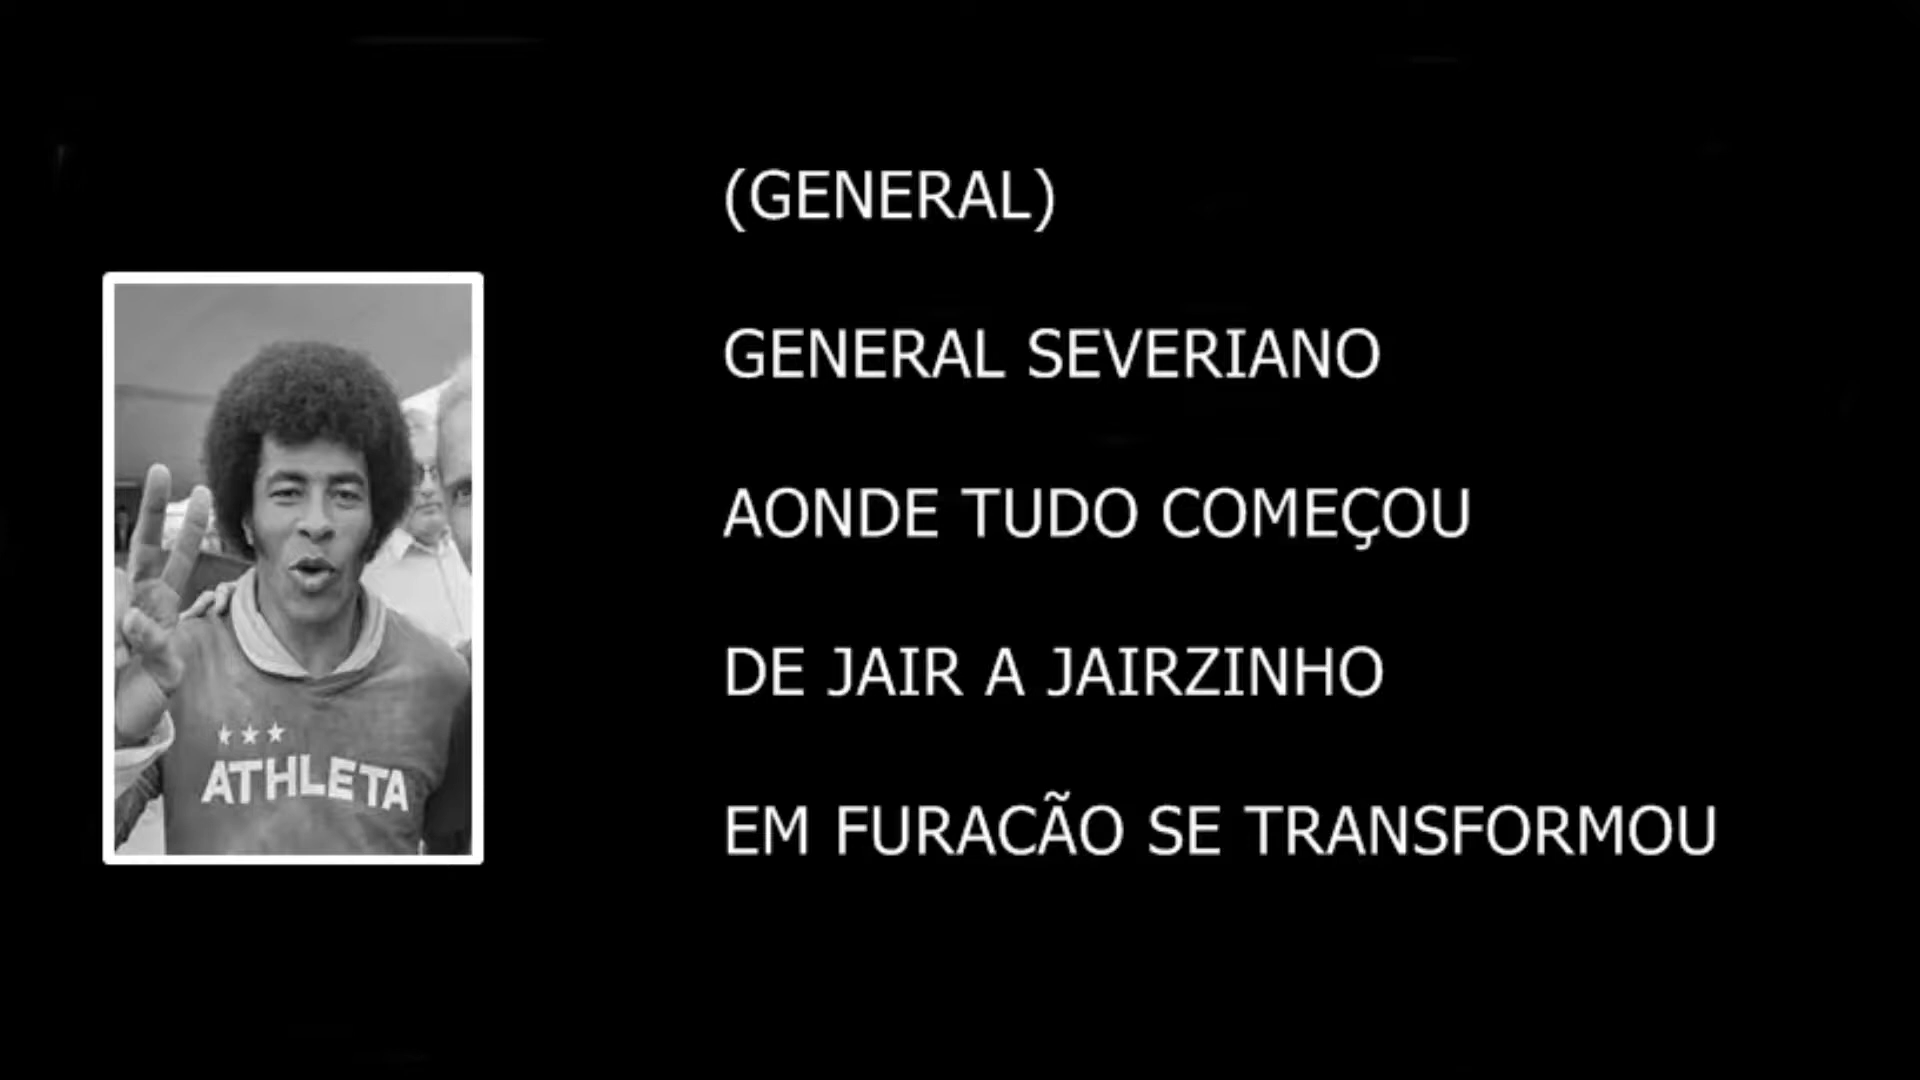 (GENERAL)
GENERAL SEVERIANO
AONDE TUDO COMEÇOU
DE JAIR A JAIRZINHO
EM FURACÃO SE TRANSFORMOU
ATHLETA